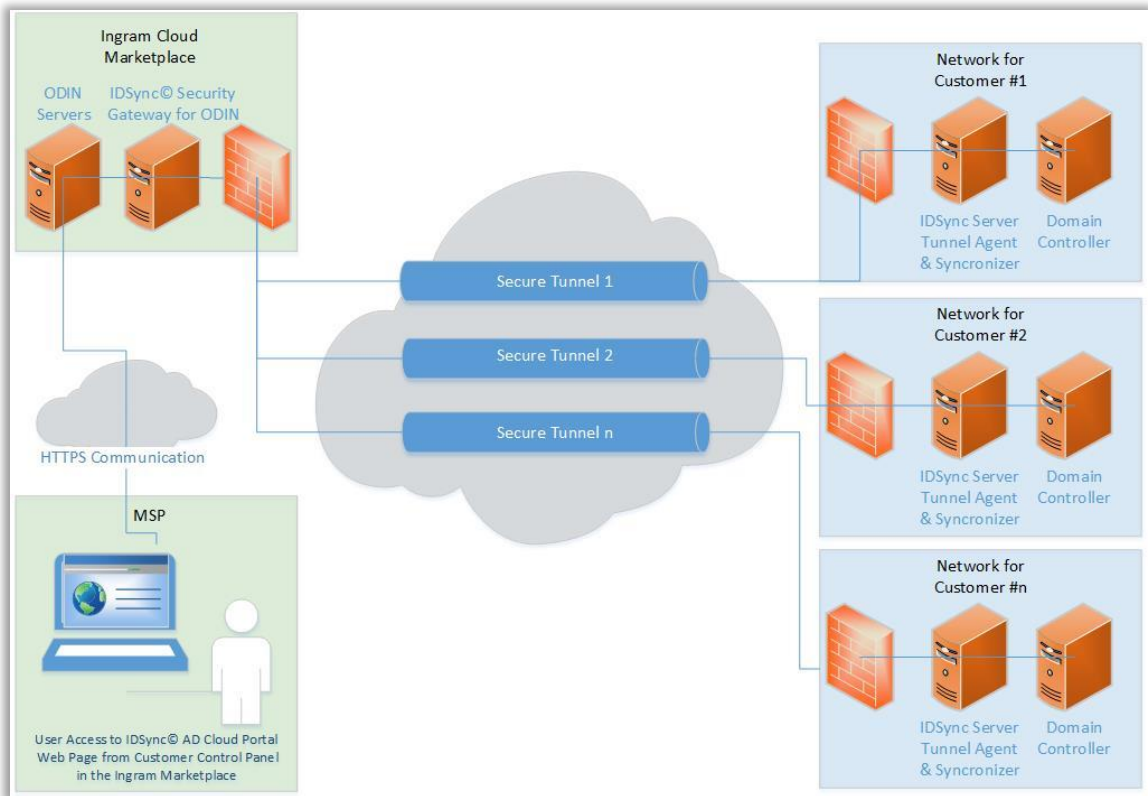 Ingram Cloud
Marketplace
ODIN
Servers
IDSync© Security
Gateway for ODIN
HTTPS Communication
MSP
User Access to IDSync© AD Cloud Portal
Web Page from Customer Control Panel
in the Ingram Marketplace
Secure Tunnel 1
Secure Tunnel 2
Secure Tunnel n
Network for
Customer #1
IDSync Server
Tunnel Agent
& Syncronizer
Domain
Controller
Network for
Customer #2
IDSync Server
Tunnel Agent
& Syncronizer
Domain
Controller
Network for
Customer #n
IDSync Server
Tunnel Agent
& Syncronizer
Domain
Controller